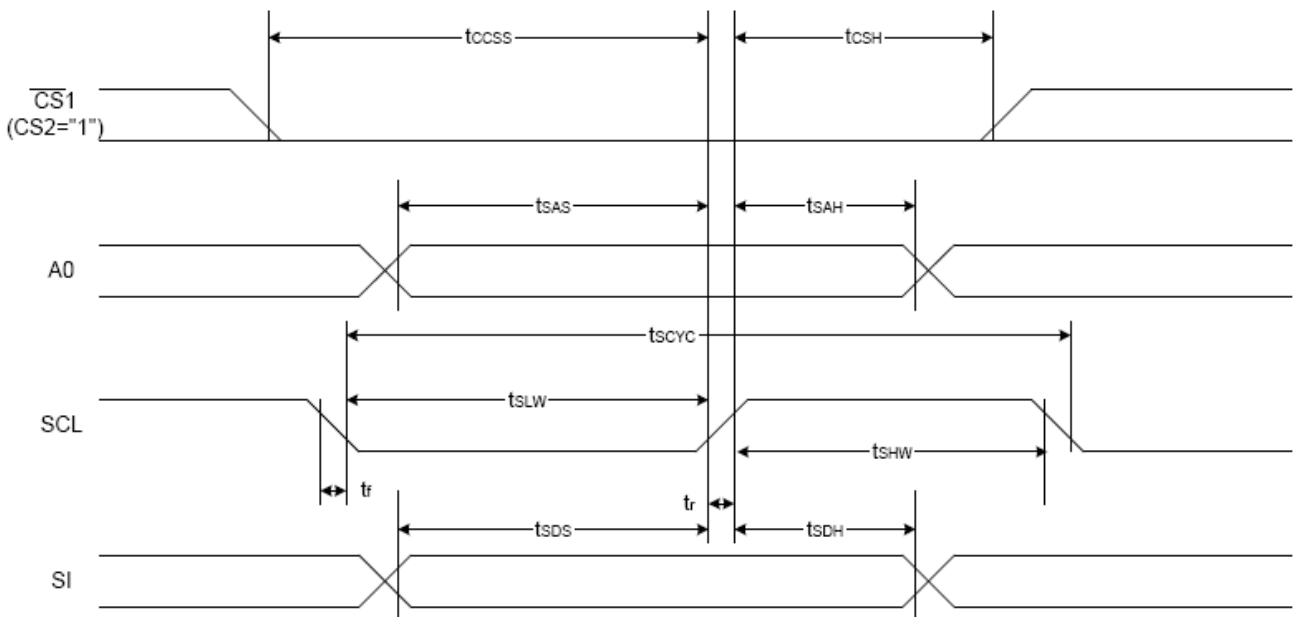 tCCSS
tCSH
CS1
(CS2="1")
tSAS
tSAH
A0
tSCYC
tSLW
SCL
tSHW
tf
tr
tSDS
tSDH
SI